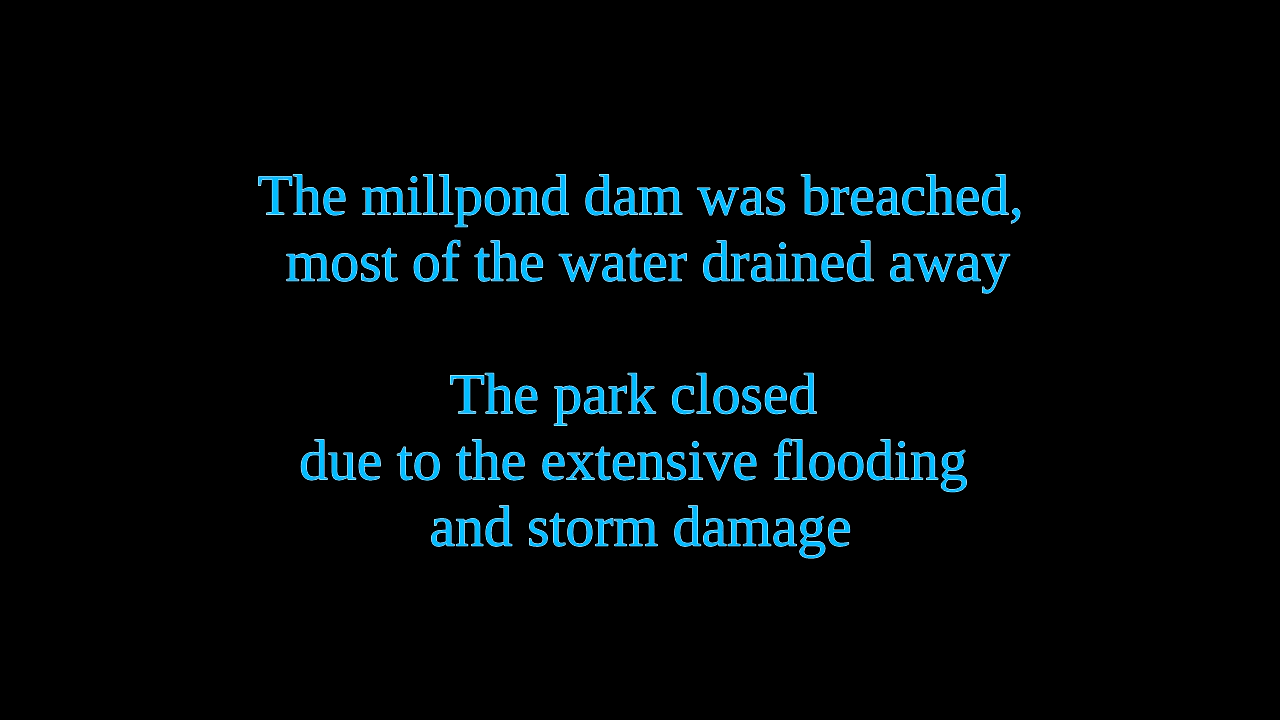 The millpond dam was breached,
most of the water drained away
The park closed
due to the extensive flooding
and storm damage